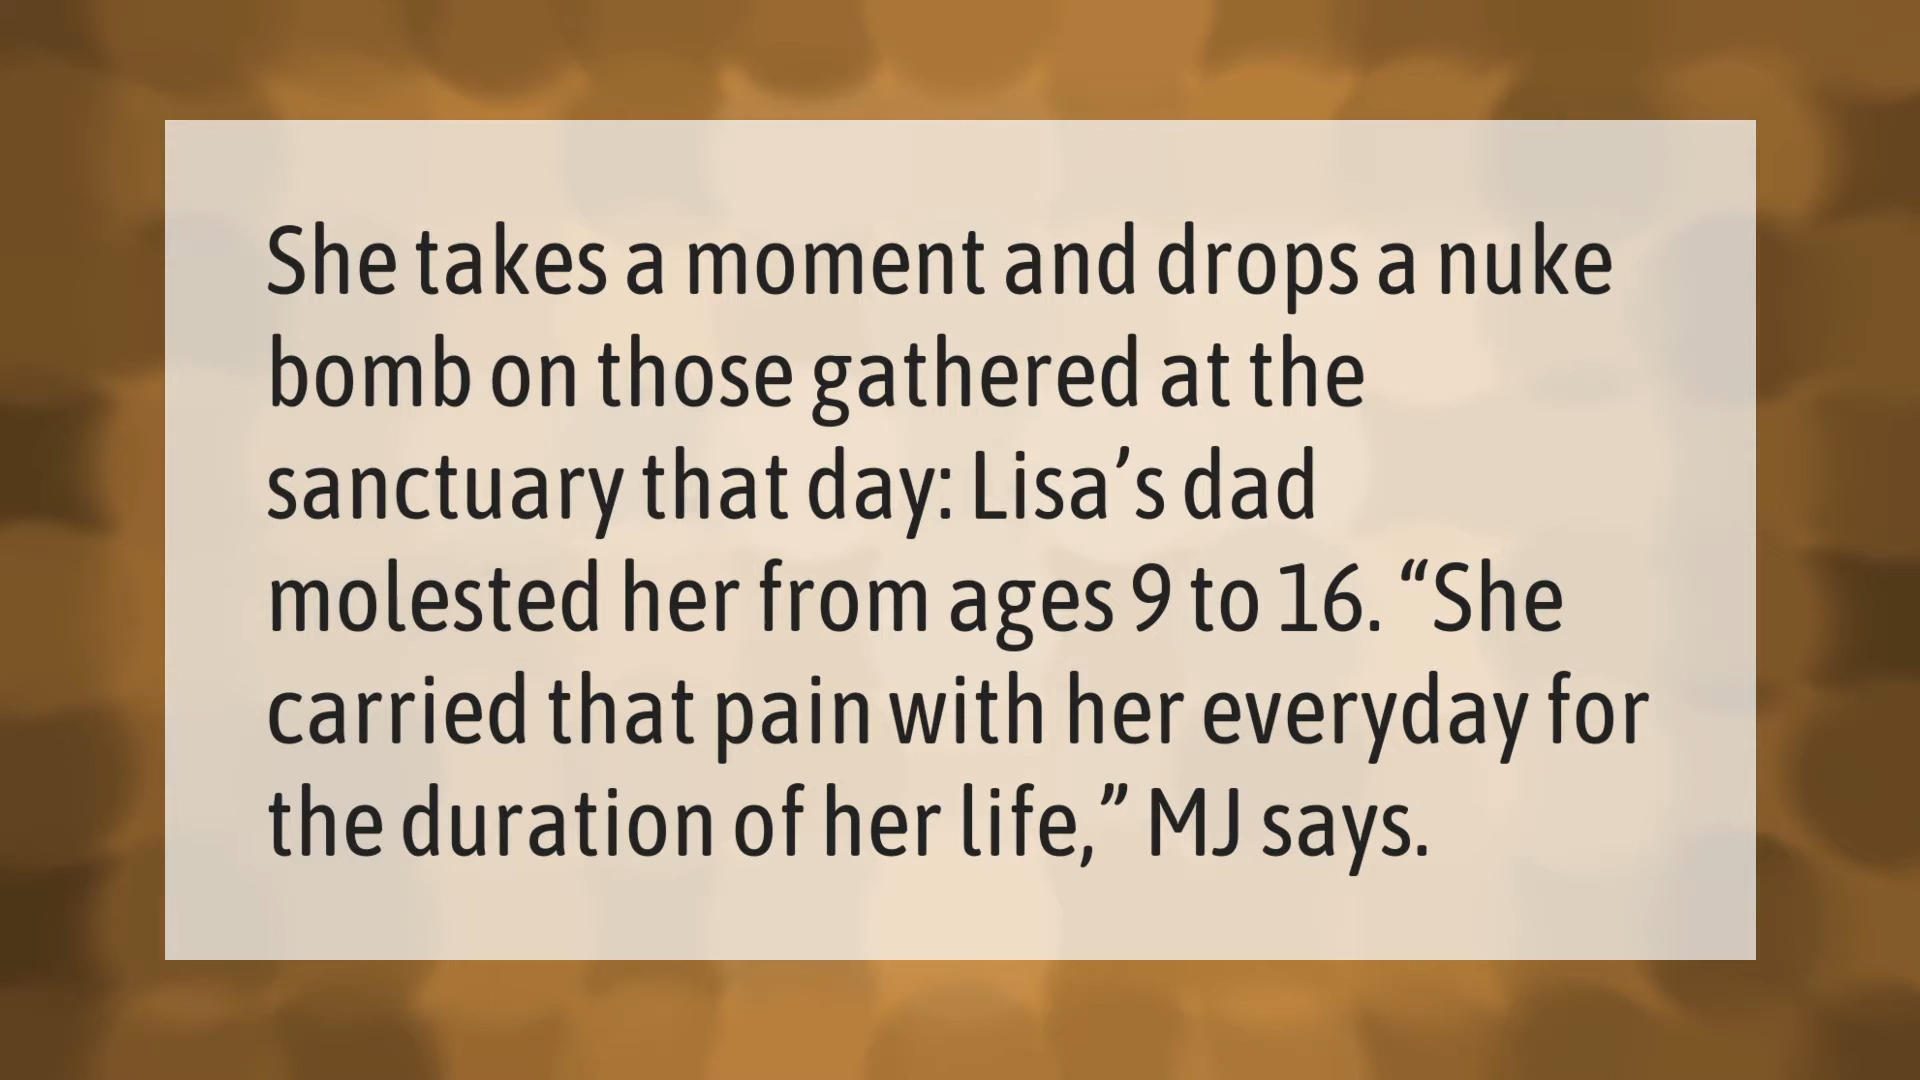 She takes a moment and drops a nuke
bomb on those gathered at the
sanctuary that day: Lisa’s dad
molested her from ages 9 to 16. “She
carried that pain with her everyday for
the duration of her life,” MJ says.